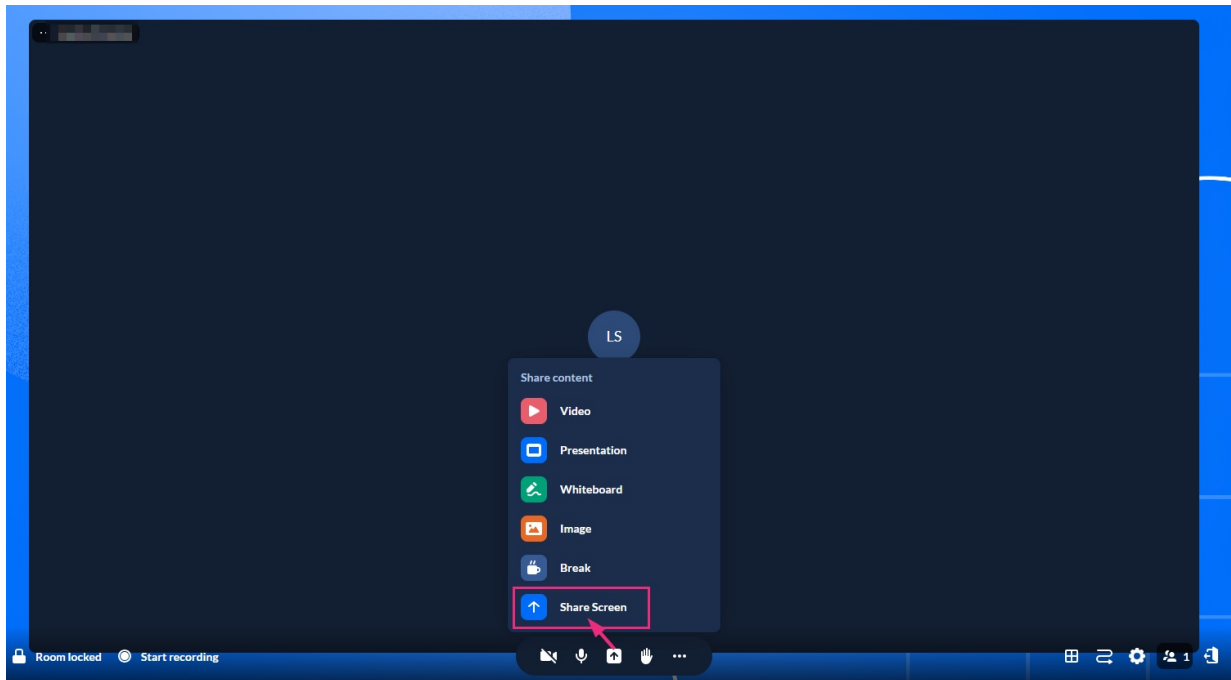 LS
Share content
Video
Presentation
Whiteboard
Image
Break
Share Screen
Room locked
Start recording
1